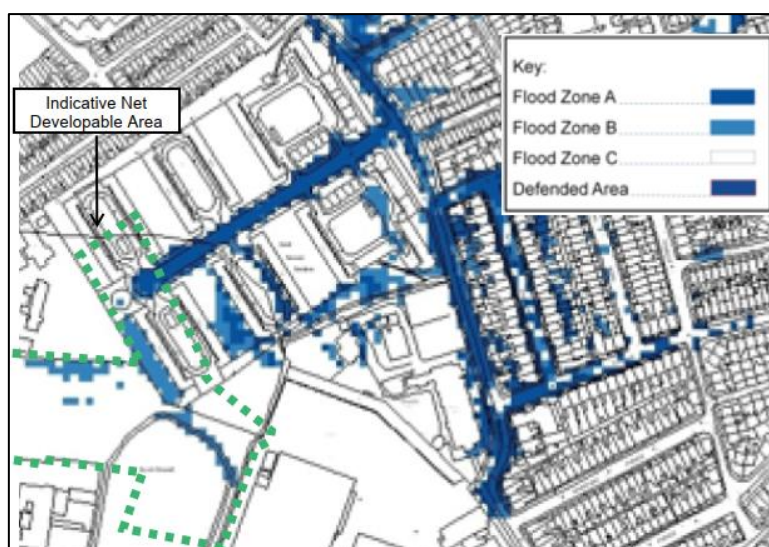 Indicative Net
Developable Area
Key:
Flood Zone A
Flood Zone B
Flood Zone C
Defended Area